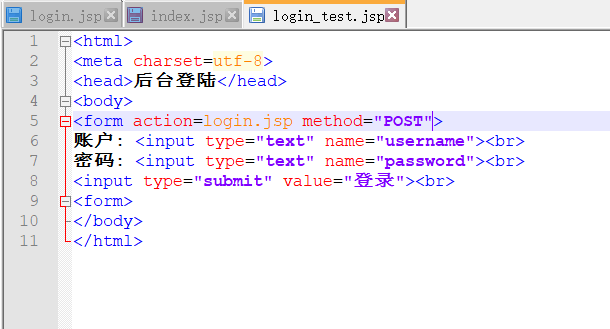 login.jsp index.jsp login_test.jsp
1 <html>
2 <meta charset=utf-8>
3 <head>后台登陆</head>
4 <body>
5 <form action=login.jsp method="POST">
6 账户: <input type="text" name="username"><br>
7 密码: <input type="text" name="password"><br>
8 <input type="submit" value="登录"><br>
9 <form>
10 </body>
11 </html>